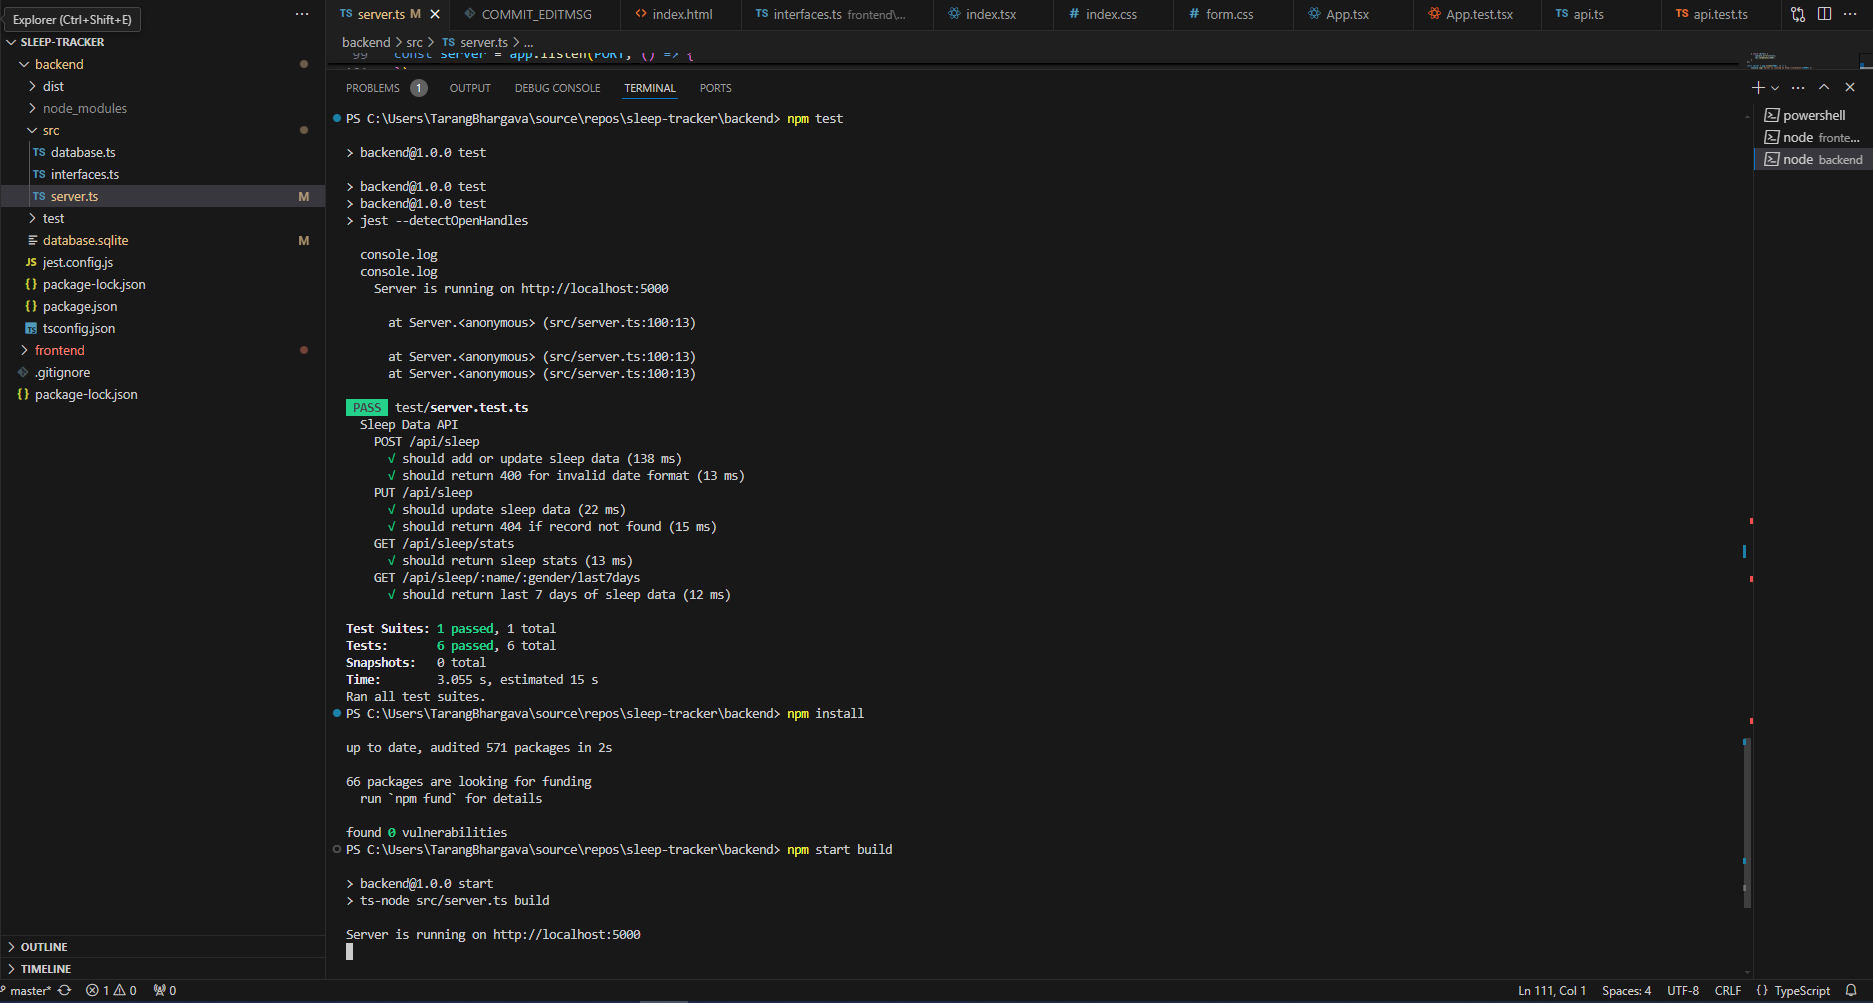 Explorer (Ctrl+Shift+E)
···
TS server.ts M ×
COMMIT_EDITMSG
<> index.html
TS interfaces.ts frontend\...
index.tsx
# index.css
# form.css
App.tsx
App.test.tsx
TS api.ts
TS api.test.ts
···
SLEEP-TRACKER
backend
dist
node_modules
src
TS database.ts
TS interfaces.ts
TS server.ts M
test
database.sqlite M
JS jest.config.js
{} package-lock.json
{} package.json
TS tsconfig.json
frontend
.gitignore
{} package-lock.json
OUTLINE
TIMELINE
backend > src > TS server.ts > ...
99 const server = app.listen(PORT, () => {
PROBLEMS 1 OUTPUT DEBUG CONSOLE TERMINAL PORTS
PS C:\Users\TarangBhargava\source\repos\sleep-tracker\backend> npm test
> backend@1.0.0 test
> backend@1.0.0 test
> backend@1.0.0 test
> jest --detectOpenHandles
console.log
console.log
Server is running on http://localhost:5000
at Server.<anonymous> (src/server.ts:100:13)
at Server.<anonymous> (src/server.ts:100:13)
at Server.<anonymous> (src/server.ts:100:13)
PASS test/server.test.ts
Sleep Data API
POST /api/sleep
√ should add or update sleep data (138 ms)
√ should return 400 for invalid date format (13 ms)
PUT /api/sleep
√ should update sleep data (22 ms)
√ should return 404 if record not found (15 ms)
GET /api/sleep/stats
√ should return sleep stats (13 ms)
GET /api/sleep/:name/:gender/last7days
√ should return last 7 days of sleep data (12 ms)
Test Suites: 1 passed, 1 total
Tests: 6 passed, 6 total
Snapshots: 0 total
Time: 3.055 s, estimated 15 s
Ran all test suites.
PS C:\Users\TarangBhargava\source\repos\sleep-tracker\backend> npm install
up to date, audited 571 packages in 2s
66 packages are looking for funding
run `npm fund` for details
found 0 vulnerabilities
PS C:\Users\TarangBhargava\source\repos\sleep-tracker\backend> npm start build
> backend@1.0.0 start
> ts-node src/server.ts build
Server is running on http://localhost:5000
powershell
node fronte...
node backend
master* 1 0 0
Ln 111, Col 1 Spaces: 4 UTF-8 CRLF {} TypeScript